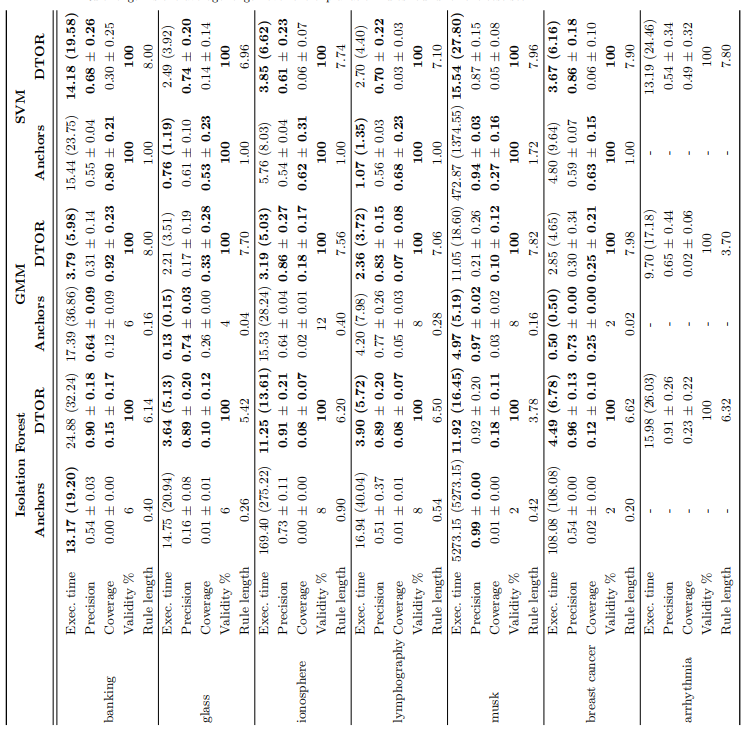 Isolation Forest GMM SVM
Anchors DTOR Anchors DTOR Anchors DTOR
Exec. time 13.17 (19.20) 24.88 (32.24) 17.39 (36.86) 3.79 (5.98) 15.44 (23.75) 14.18 (19.58)
Precision 0.54 ± 0.03 0.90 ± 0.18 0.64 ± 0.09 0.31 ± 0.14 0.55 ± 0.04 0.68 ± 0.26
banking Coverage 0.00 ± 0.00 0.15 ± 0.17 0.12 ± 0.09 0.92 ± 0.23 0.80 ± 0.21 0.30 ± 0.25
Validity % 6 100 6 100 100 100
Rule length 0.40 6.14 0.16 8.00 1.00 8.00
Exec. time 14.75 (20.94) 3.64 (5.13) 0.13 (0.15) 2.21 (3.51) 0.76 (1.19) 2.49 (3.92)
Precision 0.16 ± 0.08 0.89 ± 0.20 0.74 ± 0.03 0.17 ± 0.19 0.61 ± 0.10 0.74 ± 0.20
glass Coverage 0.01 ± 0.01 0.10 ± 0.12 0.26 ± 0.00 0.33 ± 0.28 0.53 ± 0.23 0.14 ± 0.14
Validity % 6 100 4 100 100 100
Rule length 0.26 5.42 0.04 7.70 1.00 6.96
Exec. time 169.40 (275.22) 11.25 (13.61) 15.53 (28.24) 3.19 (5.03) 5.76 (8.03) 3.85 (6.62)
Precision 0.73 ± 0.11 0.91 ± 0.21 0.64 ± 0.04 0.86 ± 0.27 0.54 ± 0.04 0.61 ± 0.23
ionosphere Coverage 0.00 ± 0.00 0.08 ± 0.07 0.02 ± 0.01 0.18 ± 0.17 0.62 ± 0.31 0.06 ± 0.07
Validity % 8 100 12 100 100 100
Rule length 0.90 6.20 0.40 7.56 1.00 7.74
Exec. time 16.94 (40.04) 3.90 (5.72) 4.20 (7.98) 2.36 (3.72) 1.07 (1.35) 2.70 (4.40)
Precision 0.51 ± 0.37 0.89 ± 0.20 0.77 ± 0.26 0.83 ± 0.15 0.56 ± 0.03 0.70 ± 0.22
lymphography Coverage 0.01 ± 0.01 0.08 ± 0.07 0.05 ± 0.03 0.07 ± 0.08 0.68 ± 0.23 0.03 ± 0.03
Validity % 8 100 8 100 100 100
Rule length 0.54 6.50 0.28 7.06 1.00 7.10
Exec. time 5273.15 (5273.15) 11.92 (16.45) 4.97 (5.19) 11.05 (18.60) 472.87 (1374.55) 15.54 (27.80)
Precision 0.99 ± 0.00 0.92 ± 0.20 0.97 ± 0.02 0.21 ± 0.26 0.94 ± 0.03 0.87 ± 0.15
musk Coverage 0.01 ± 0.00 0.18 ± 0.11 0.03 ± 0.02 0.10 ± 0.12 0.27 ± 0.16 0.05 ± 0.08
Validity % 2 100 8 100 100 100
Rule length 0.42 3.78 0.16 7.82 1.72 7.96
Exec. time 108.08 (108.08) 4.49 (6.78) 0.50 (0.50) 2.85 (4.65) 4.80 (9.64) 3.67 (6.16)
Precision 0.54 ± 0.00 0.96 ± 0.13 0.73 ± 0.00 0.30 ± 0.34 0.59 ± 0.07 0.86 ± 0.18
breast cancer Coverage 0.02 ± 0.00 0.12 ± 0.10 0.25 ± 0.00 0.25 ± 0.21 0.63 ± 0.15 0.06 ± 0.10
Validity % 2 100 2 100 100 100
Rule length 0.20 6.62 0.02 7.98 1.00 7.90
Exec. time - 15.98 (26.03) - 9.70 (17.18) - 13.19 (24.46)
Precision - 0.91 ± 0.26 - 0.65 ± 0.44 - 0.54 ± 0.34
arrhythmia Coverage - 0.23 ± 0.22 - 0.02 ± 0.06 - 0.49 ± 0.32
Validity % - 100 - 100 - 100
Rule length - 6.32 - 3.70 - 7.80